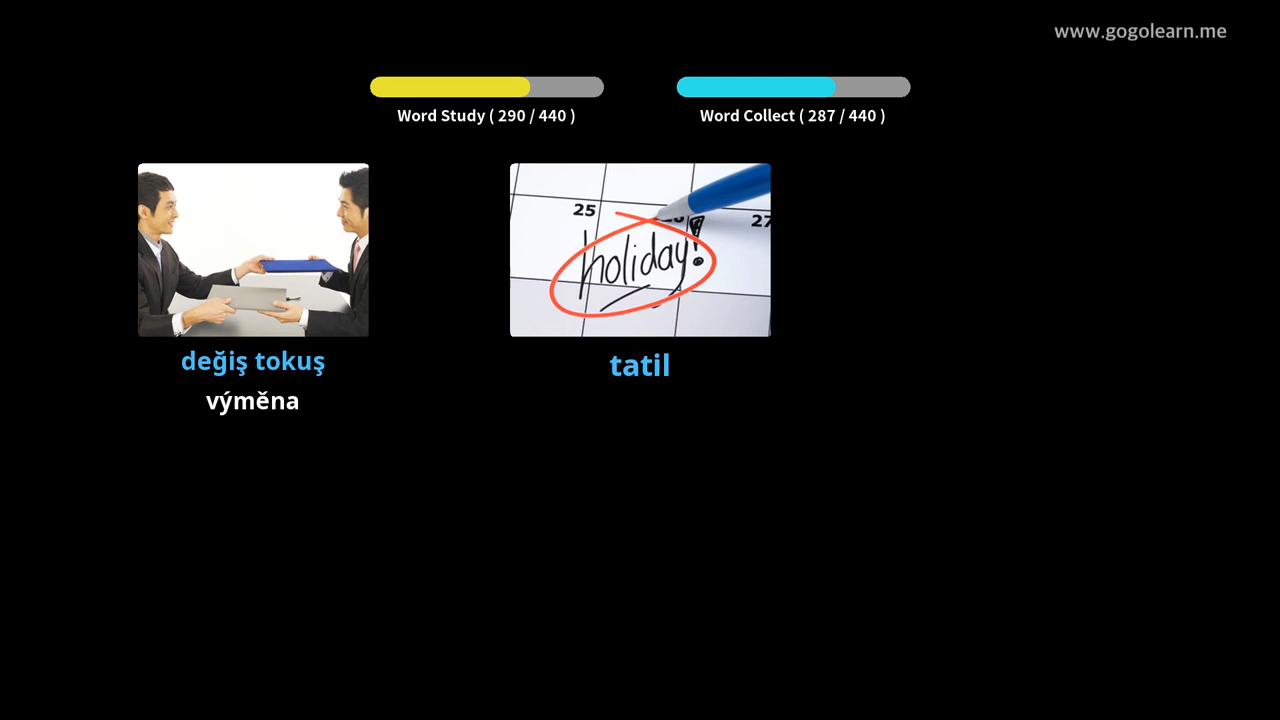 www.gogolearn.me
Word Study ( 290 / 440 )
Word Collect ( 287 / 440 )
25
27
holiday!
değiş tokuş
výměna
tatil